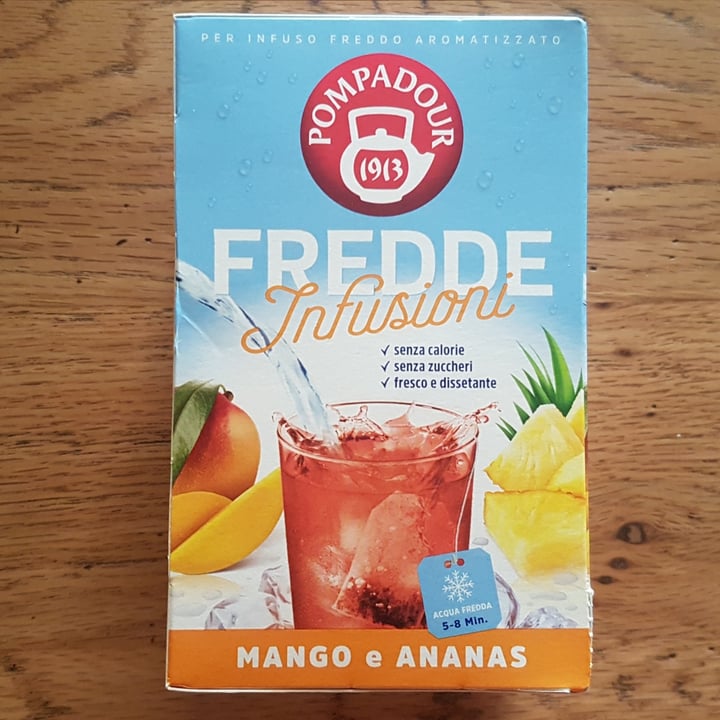 PER INFUSO FREDDO AROMATIZZATO
POMPADOUR
1913
FREDDE
Infusioni
✓ senza calorie
✓ senza zuccheri
✓ fresco e dissetante
ACQUA FREDDA
5-8 Min.
MANGO e ANANAS